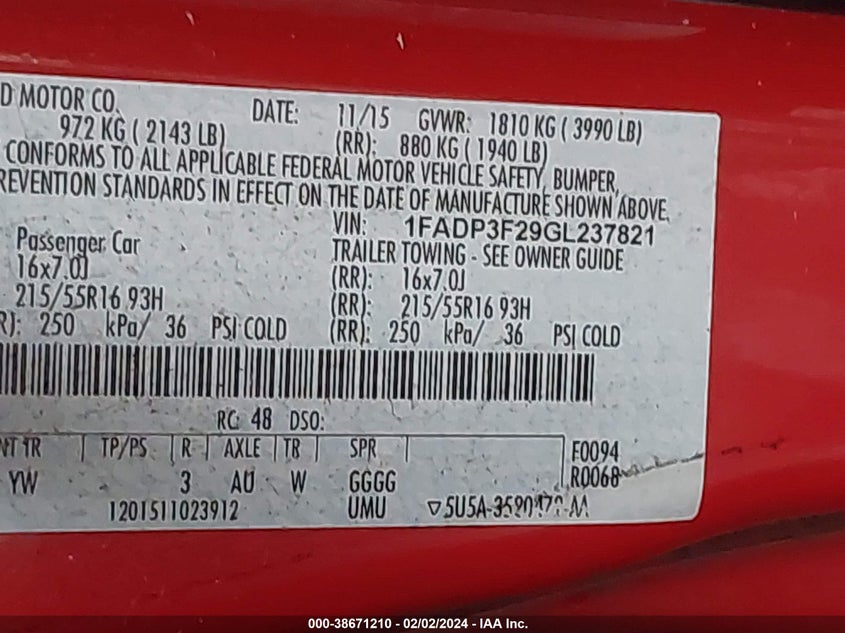 D MOTOR CO. DATE: 11/15 GVWR: 1810 KG ( 3990 LB)
972 KG ( 2143 LB) (RR): 880 KG ( 1940 LB)
CONFORMS TO ALL APPLICABLE FEDERAL MOTOR VEHICLE SAFETY, BUMPER,
REVENTION STANDARDS IN EFFECT ON THE DATE OF MANUFACTURE SHOWN ABOVE.
VIN: 1FADP3F29GL237821
Passenger Car TRAILER TOWING - SEE OWNER GUIDE
16x7.0J (RR): 16x7.0J
215/55R16 93H (RR): 215/55R16 93H
R): 250 kPa/ 36 PSI COLD (RR): 250 kPa/ 36 PSI COLD
RC: 48 DSO:
NT TR TP/PS R AXLE TB SPR F0094
YW 3 AU W GGGG R0068
1201511023912 UMU ▽5U5A-
000-38671210 - 02/02/2024 - IAA Inc.